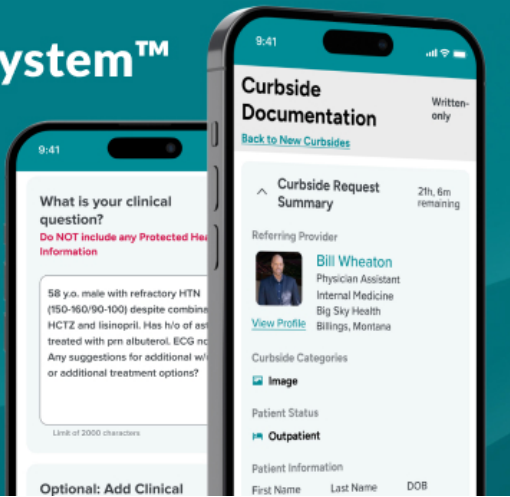 ystem™
9:41
What is your clinical
question?
Do NOT include any Protected Hea
Information
58 y.o. male with refractory HTN
(150-160/90-100) despite combina
HCTZ and lisinopril. Has h/o of ast
treated with prn albuterol. ECG no
Any suggestions for additional w/u
or additional treatment options?
Limit of 2000 characters
Optional: Add Clinical
9:41
Curbside
Documentation
Written-
only
Back to New Curbsides
Curbside Request
Summary
21h, 6m
remaining
Referring Provider
Bill Wheaton
Physician Assistant
Internal Medicine
Big Sky Health
Billings, Montana
View Profile
Curbside Categories
Image
Patient Status
Outpatient
Patient Information
First Name Last Name DOB